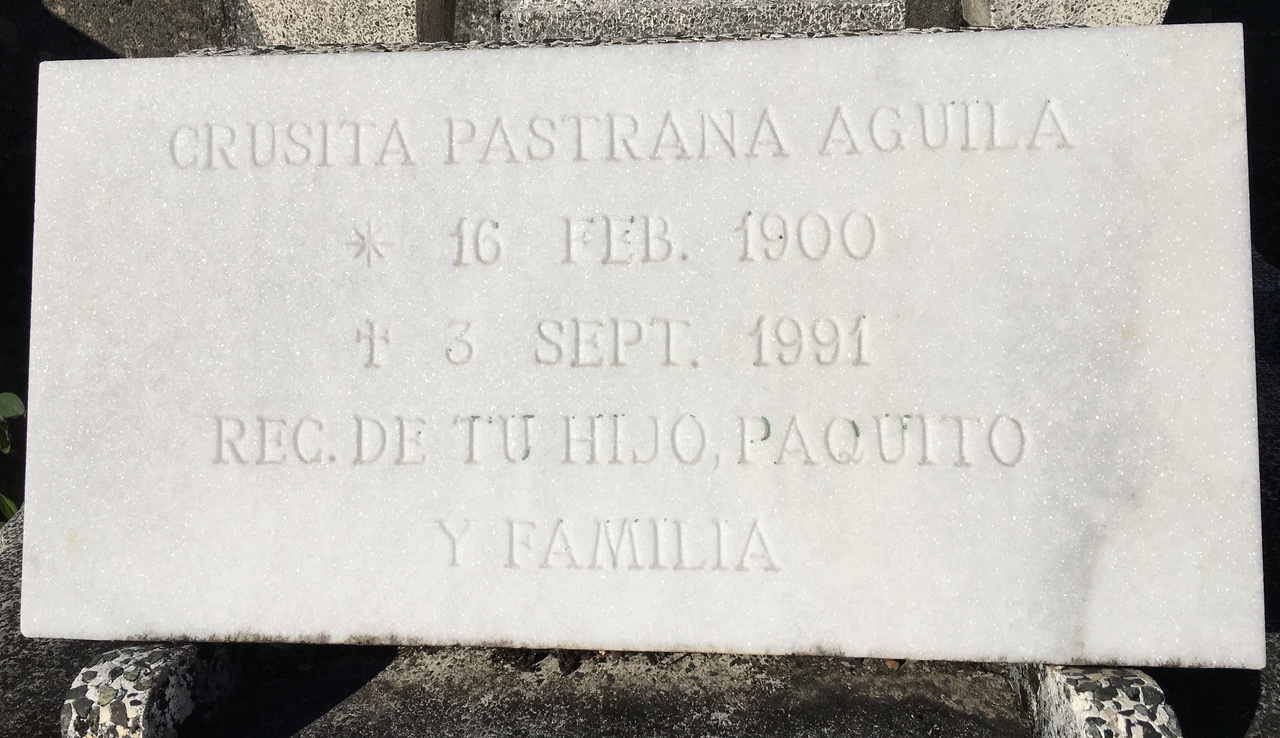 CRUSITA PASTRANA AGUILA
* 16 FEB. 1900
† 3 SEPT. 1991
REC. DE TU HIJO, PAQUITO
Y FAMILIA